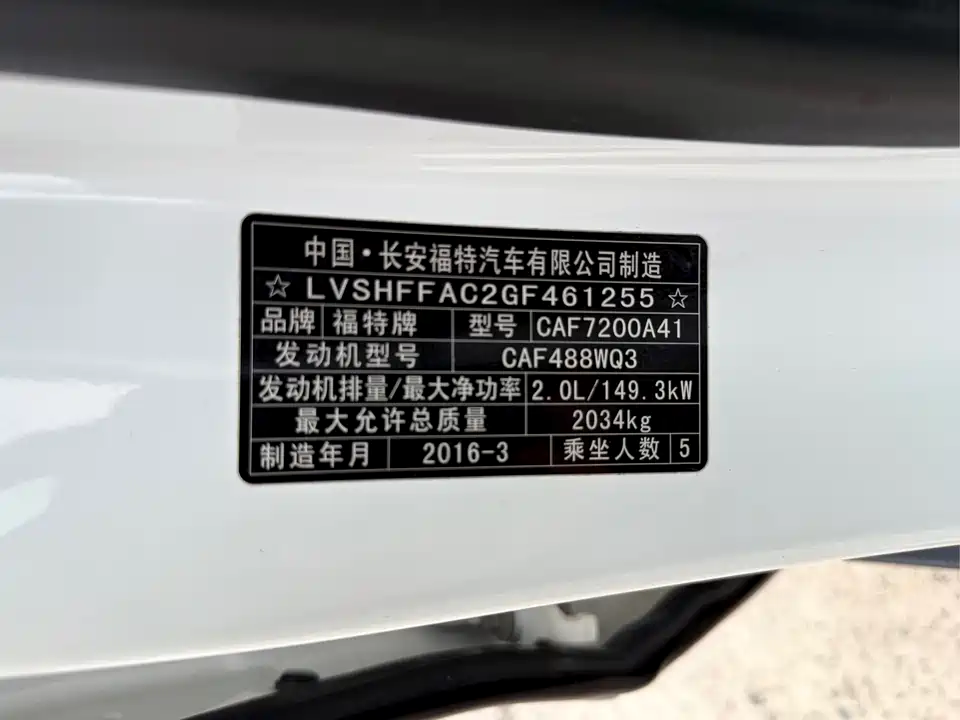 中国·长安福特汽车有限公司制造
☆ LVSHFFAC2GF461255 ☆
品牌 福特牌 型号 CAF7200A41
发动机型号 CAF488WQ3
发动机排量/最大净功率 2.0L/149.3kW
最大允许总质量 2034kg
制造年月 2016-3 乘坐人数 5